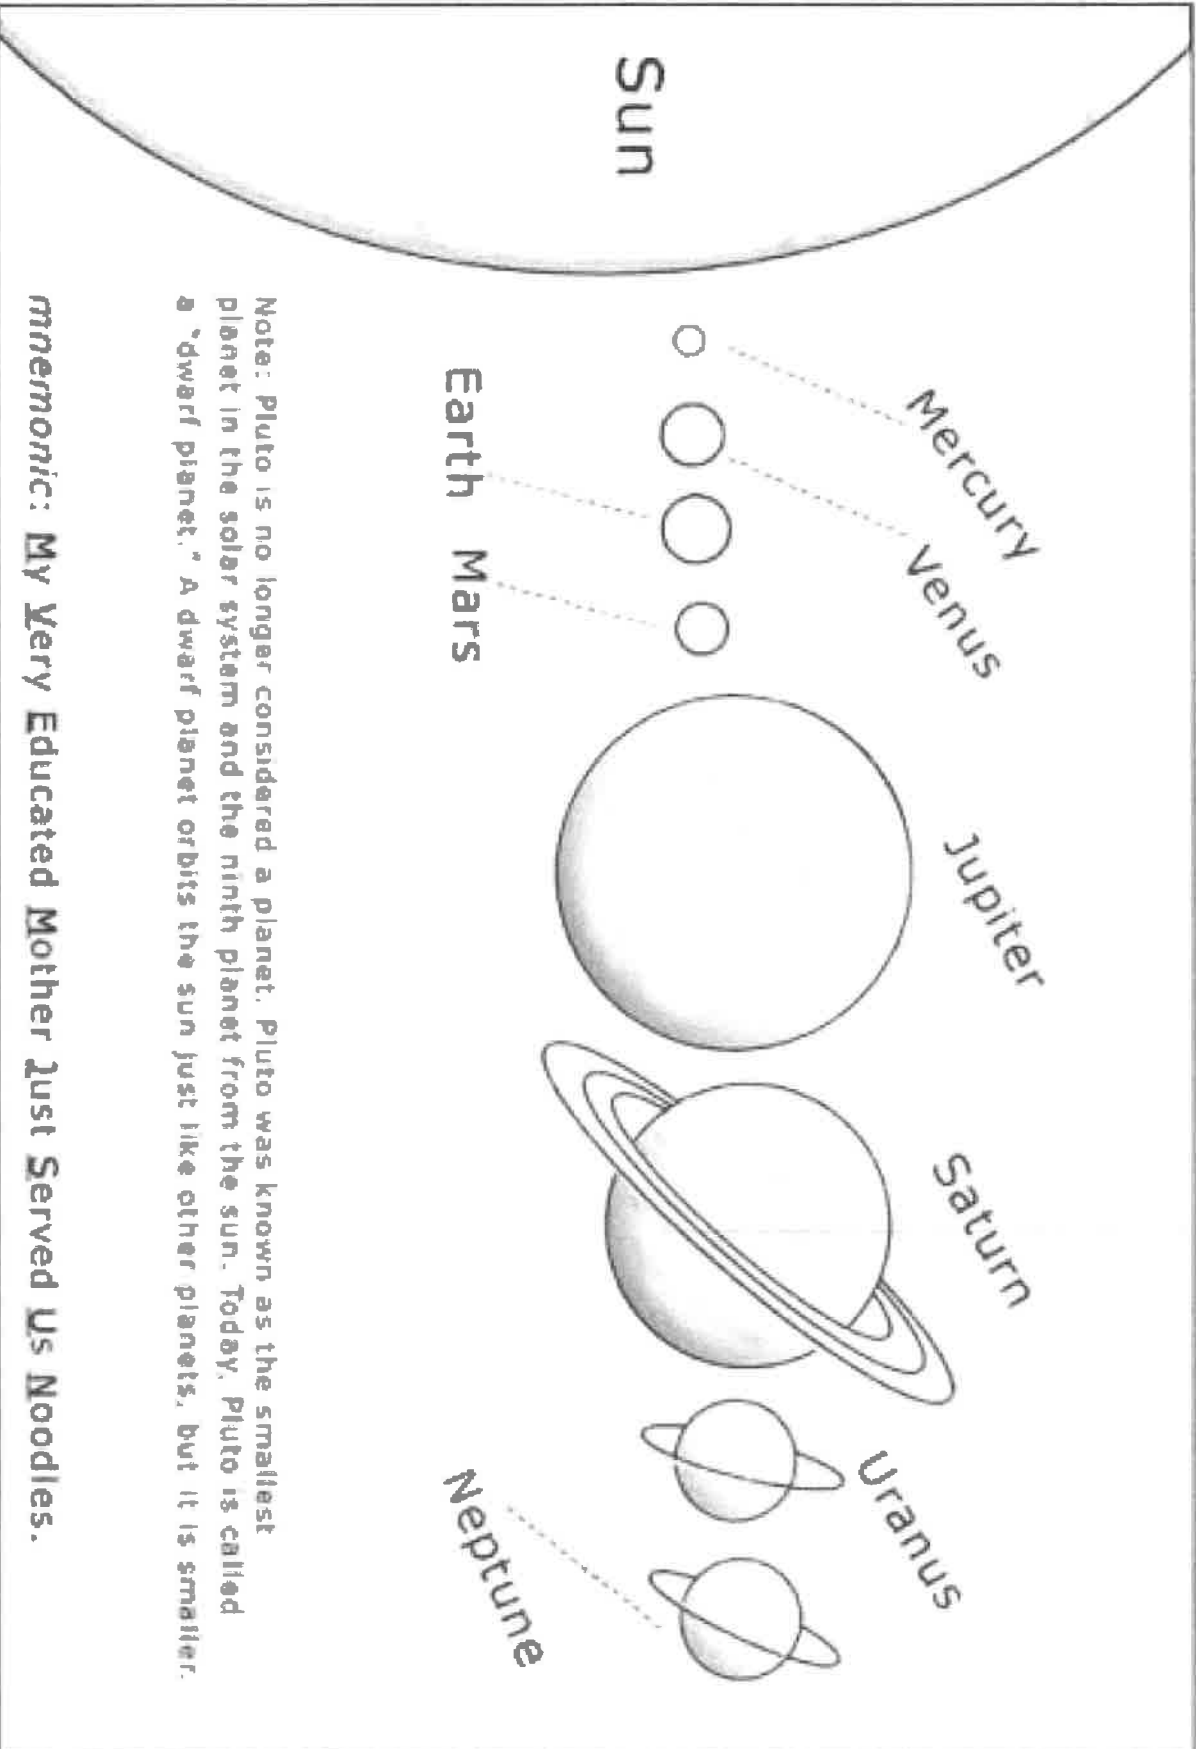 Sun
Mercury
Venus
Earth
Mars
Jupiter
Saturn
Uranus
Neptune
Note: Pluto is no longer considered a planet. Pluto was known as the smallest
planet in the solar system and the ninth planet from the sun. Today, Pluto is called
a "dwarf planet." A dwarf planet orbits the sun just like other planets, but it is smaller.
mnemonic: My Very Educated Mother Just Served Us Noodles.